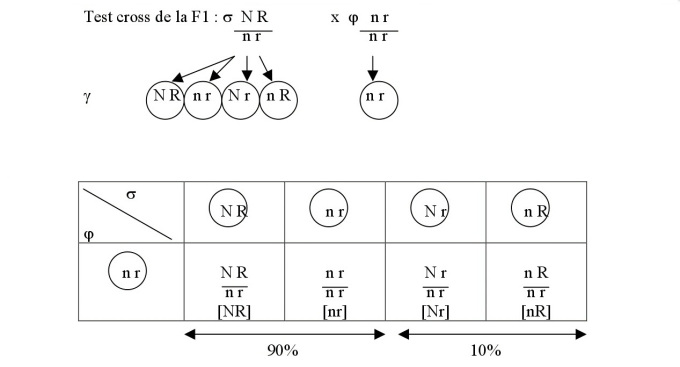 Test cross de la F1 : σ N R x φ n r
n r n r
γ N R n r N r n R n r
σ N R n r N r n R
φ
n r N R n r N r n R
n r n r n r n r
[NR] [nr] [Nr] [nR]
90% 10%